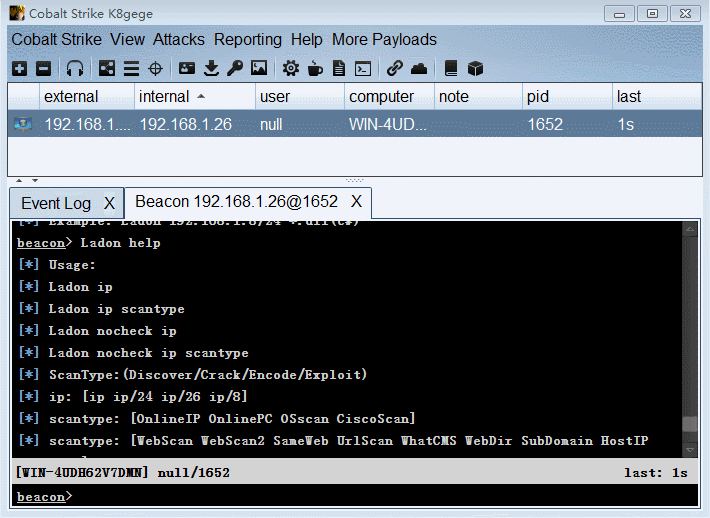 Cobalt Strike K8gege
Cobalt Strike View Attacks Reporting Help More Payloads
external internal user computer note pid last
192.168.1.... 192.168.1.26 null WIN-4UD... 1652 1s
Event Log X Beacon 192.168.1.26@1652 X
beacon> Ladon help
[*] Usage:
[*] Ladon ip
[*] Ladon ip scantype
[*] Ladon nocheck ip
[*] Ladon nocheck ip scantype
[*] ScanType:(Discover/Crack/Encode/Exploit)
[*] ip: [ip ip/24 ip/26 ip/8]
[*] scantype: [OnlineIP OnlinePC OSscan CiscoScan]
[*] scantype: [WebScan WebScan2 SameWeb UrlScan WhatCMS WebDir SubDomain HostIP
[WIN-4UDH62V7DMN] null/1652 last: 1s
beacon>